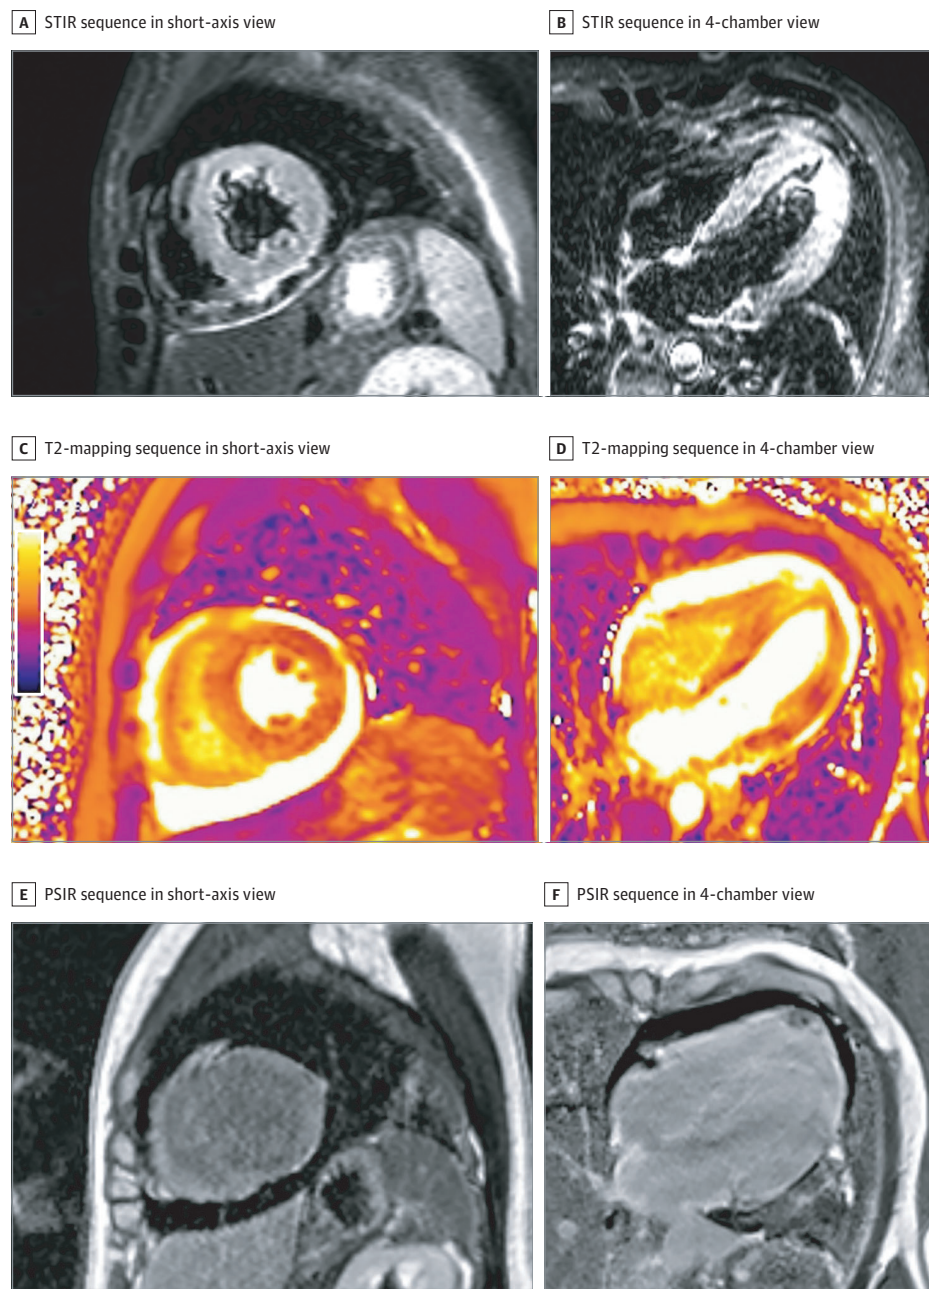 A STIR sequence in short-axis view
B STIR sequence in 4-chamber view
C T2-mapping sequence in short-axis view
D T2-mapping sequence in 4-chamber view
E PSIR sequence in short-axis view
F PSIR sequence in 4-chamber view